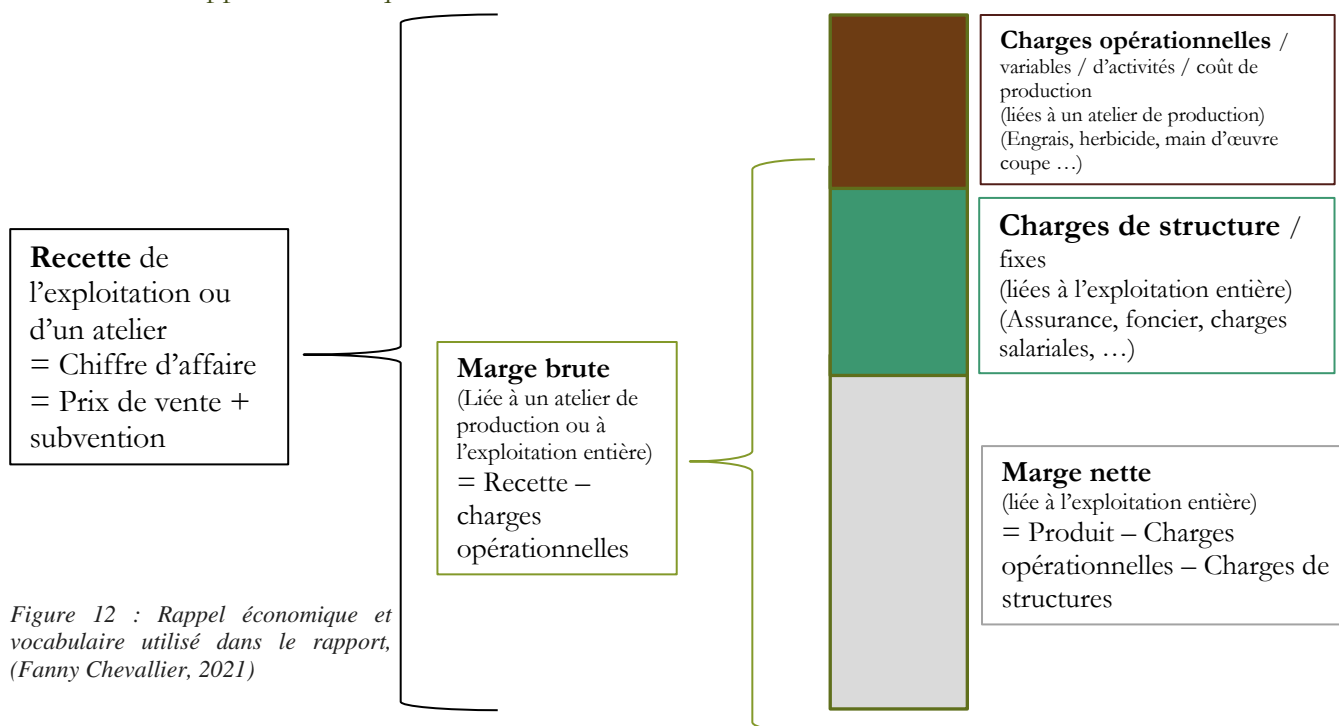 Recette de
l'exploitation ou
d'un atelier
= Chiffre d'affaire
= Prix de vente +
subvention
Marge brute
(Liée à un atelier de
production ou à
l'exploitation entière)
= Recette –
charges
opérationnelles
Charges opérationnelles /
variables / d'activités / coût de
production
(liées à un atelier de production)
(Engrais, herbicide, main d'œuvre
coupe …)
Charges de structure /
fixes
(liées à l'exploitation entière)
(Assurance, foncier, charges
salariales, …)
Marge nette
(liée à l'exploitation entière)
= Produit – Charges
opérationnelles – Charges de
structures
Figure 12 : Rappel économique et
vocabulaire utilisé dans le rapport,
(Fanny Chevallier, 2021)